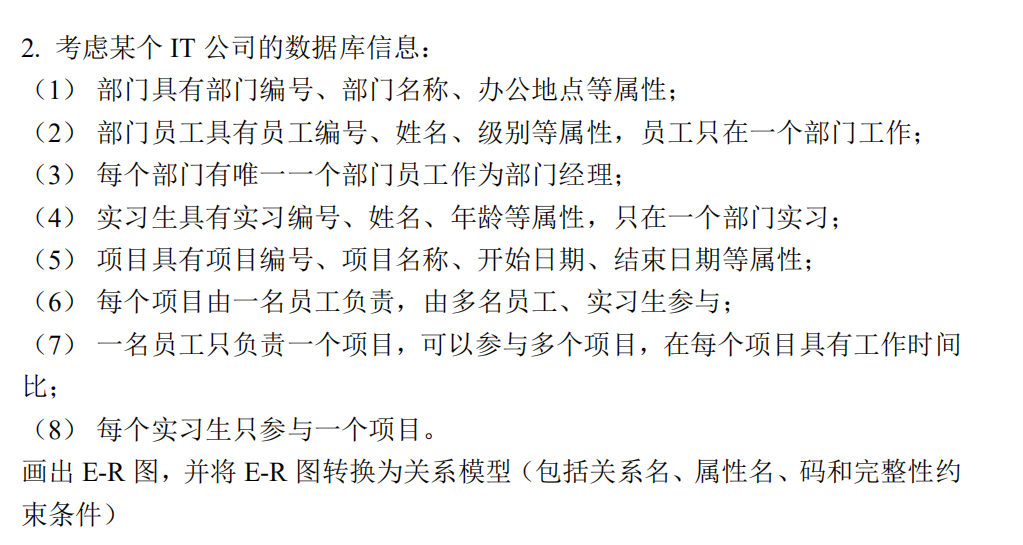 2. 考虑某个 IT 公司的数据库信息：
（1） 部门具有部门编号、部门名称、办公地点等属性；
（2） 部门员工具有员工编号、姓名、级别等属性，员工只在一个部门工作；
（3） 每个部门有唯一一个部门员工作为部门经理；
（4） 实习生具有实习编号、姓名、年龄等属性，只在一个部门实习；
（5） 项目具有项目编号、项目名称、开始日期、结束日期等属性；
（6） 每个项目由一名员工负责，由多名员工、实习生参与；
（7） 一名员工只负责一个项目，可以参与多个项目，在每个项目具有工作时间
比；
（8） 每个实习生只参与一个项目。
画出 E-R 图，并将 E-R 图转换为关系模型（包括关系名、属性名、码和完整性约
束条件）